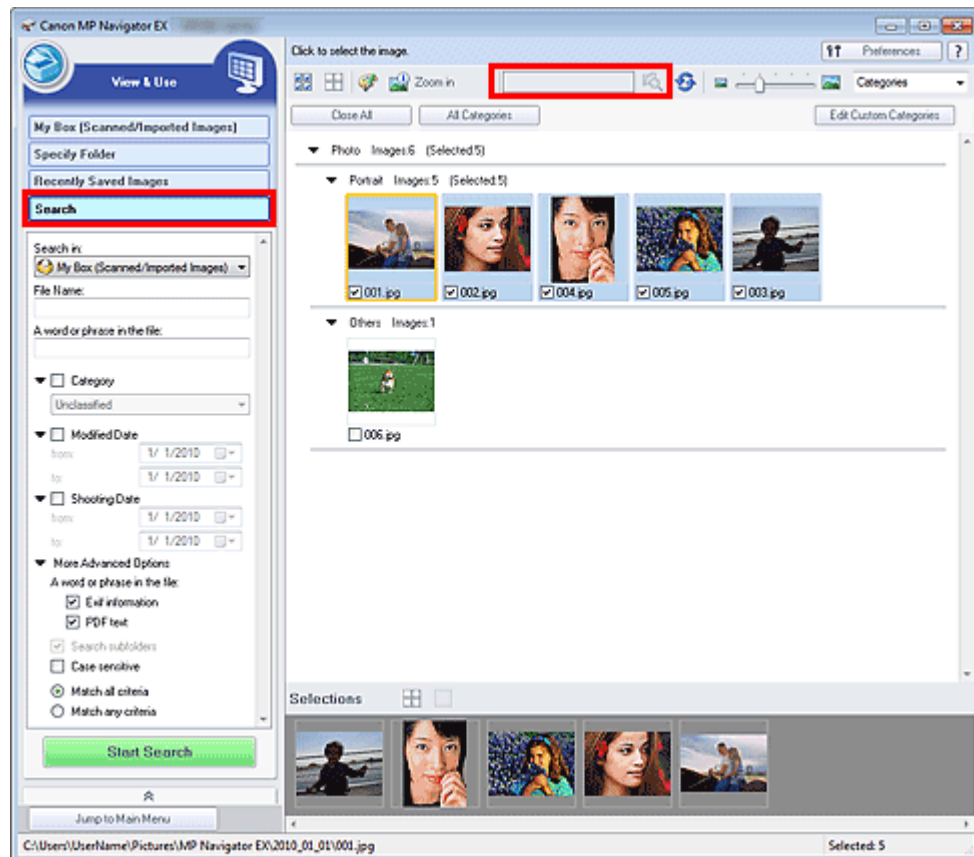 Canon MP Navigator EX
View & Use
My Box (Scanned/Imported Images)
Specify Folder
Recently Saved Images
Search
Search in:
My Box (Scanned/Imported Images)
File Name:
A word or phrase in the file:
Category
Unclassified
Modified Date
from: 1/ 1/2010
to: 1/ 1/2010
Shooting Date
from: 1/ 1/2010
to: 1/ 1/2010
More Advanced Options
A word or phrase in the file:
Exif information
PDF text
Search subfolders
Case sensitive
Match all criteria
Match any criteria
Start Search
Jump to Main Menu
Click to select the image.
Preferences ?
Zoom in
Categories
Close All All Categories Edit Custom Categories
Photo Images:6 (Selected:5)
Portrait Images:5 (Selected:5)
001.jpg 002.jpg 004.jpg 005.jpg 003.jpg
Others Images:1
006.jpg
Selections
C:\Users\UserName\Pictures\MP Navigator EX\2010_01_01\001.jpg Selected: 5